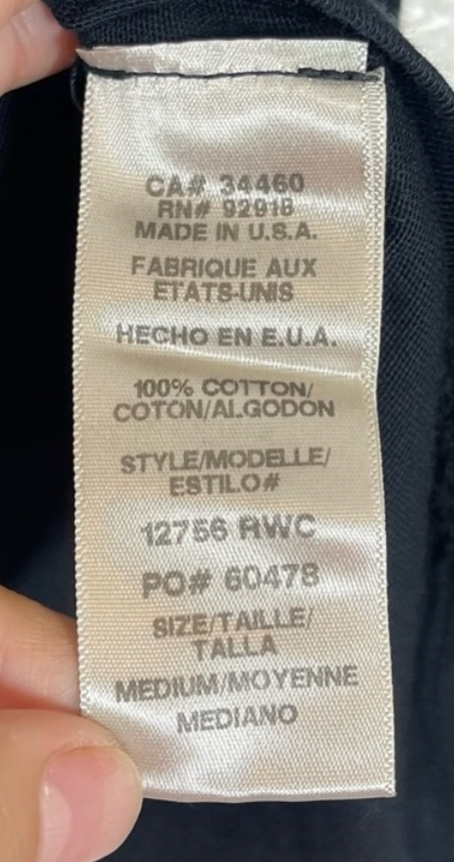 CA# 34460
RN# 92918
MADE IN U.S.A.
FABRIQUE AUX
ETATS-UNIS
HECHO EN E.U.A.
100% COTTON/
COTON/ALGODON
STYLE/MODELLE/
ESTILO#
12756 RWC
PO# 60478
SIZE/TAILLE/
TALLA
MEDIUM/MOYENNE
MEDIANO